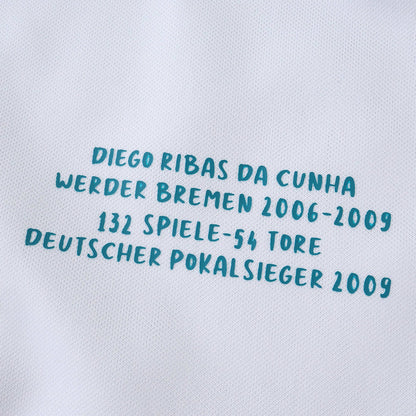 DIEGO RIBAS DA CUNHA
WERDER BREMEN 2006-2009
132 SPIELE-54 TORE
DEUTSCHER POKALSIEGER 2009